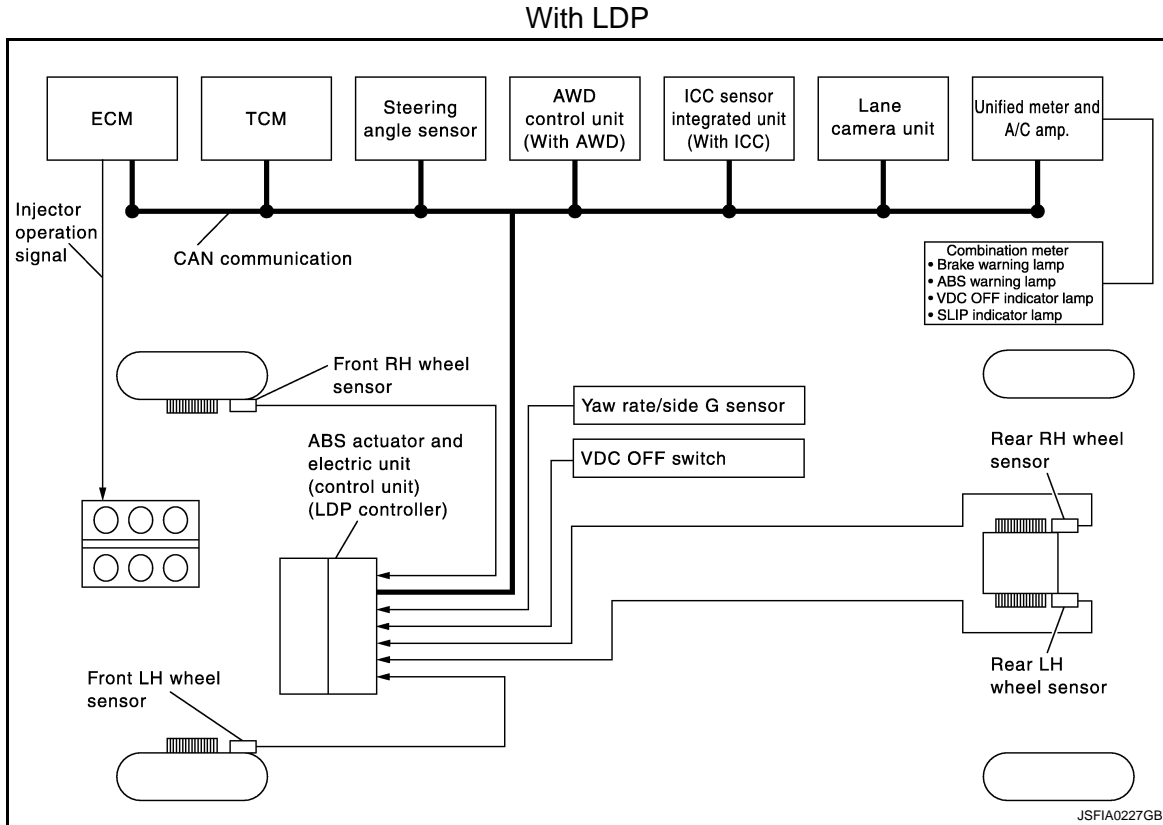 With LDP
ECM
TCM
Steering
angle sensor
AWD
control unit
(With AWD)
ICC sensor
integrated unit
(With ICC)
Lane
camera unit
Unified meter and
A/C amp.
Injector
operation
signal
CAN communication
Combination meter
• Brake warning lamp
• ABS warning lamp
• VDC OFF indicator lamp
• SLIP indicator lamp
Front RH wheel
sensor
Yaw rate/side G sensor
VDC OFF switch
ABS actuator and
electric unit
(control unit)
(LDP controller)
Rear RH wheel
sensor
Front LH wheel
sensor
Rear LH
wheel sensor
JSFIA0227GB